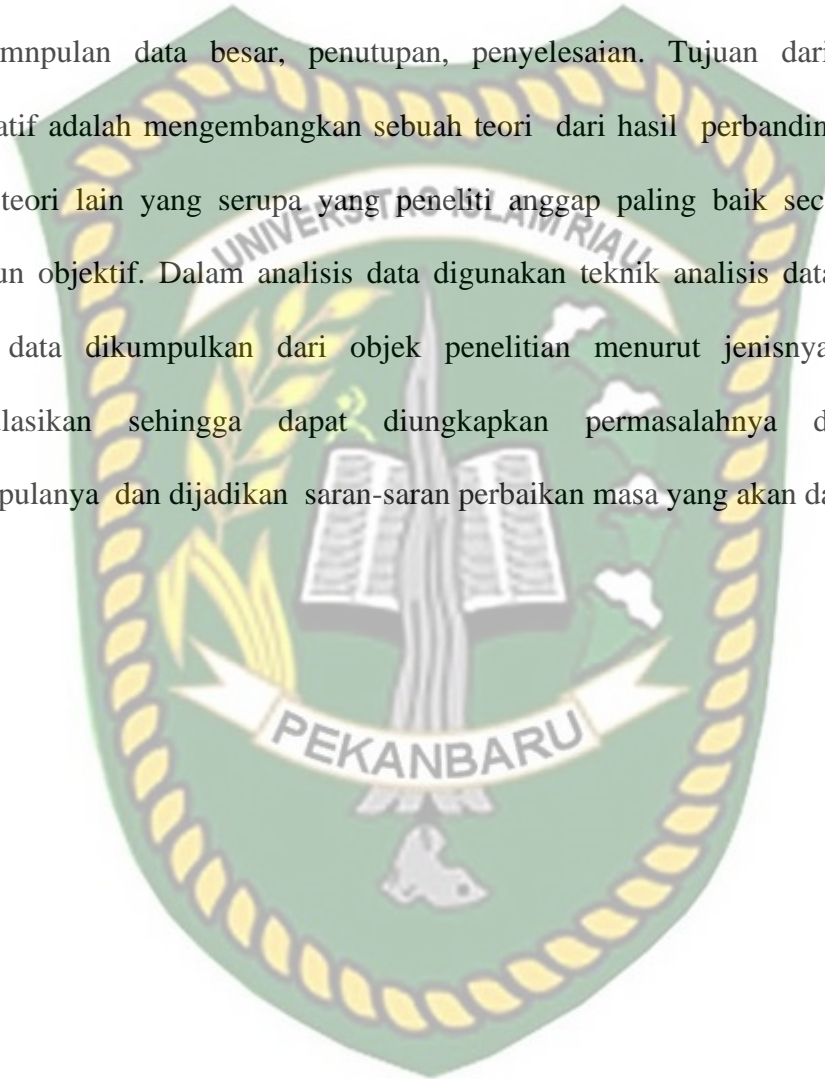 mnpulan data besar, penutupan, penyelesaian. Tujuan dari
atif adalah mengembangkan sebuah teori dari hasil perbandin
teori lain yang serupa yang peneliti anggap paling baik sec
UNIVERSITAS ISLAM RIAU
un objektif. Dalam analisis data digunakan teknik analisis data
data dikumpulkan dari objek penelitian menurut jenisnya
lasikan sehingga dapat diungkapkan permasalahnya d
pulanya dan dijadikan saran-saran perbaikan masa yang akan da
PEKANBARU